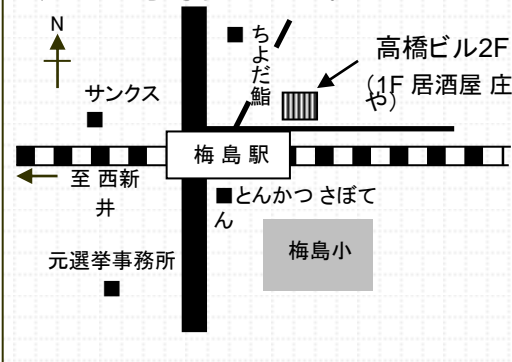 N
ちよだ鮨
高橋ビル2F
（1F 居酒屋 庄
や）
サンクス
梅 島 駅
至 西新
井
とんかつ さぼて
ん
梅島小
元選挙事務所